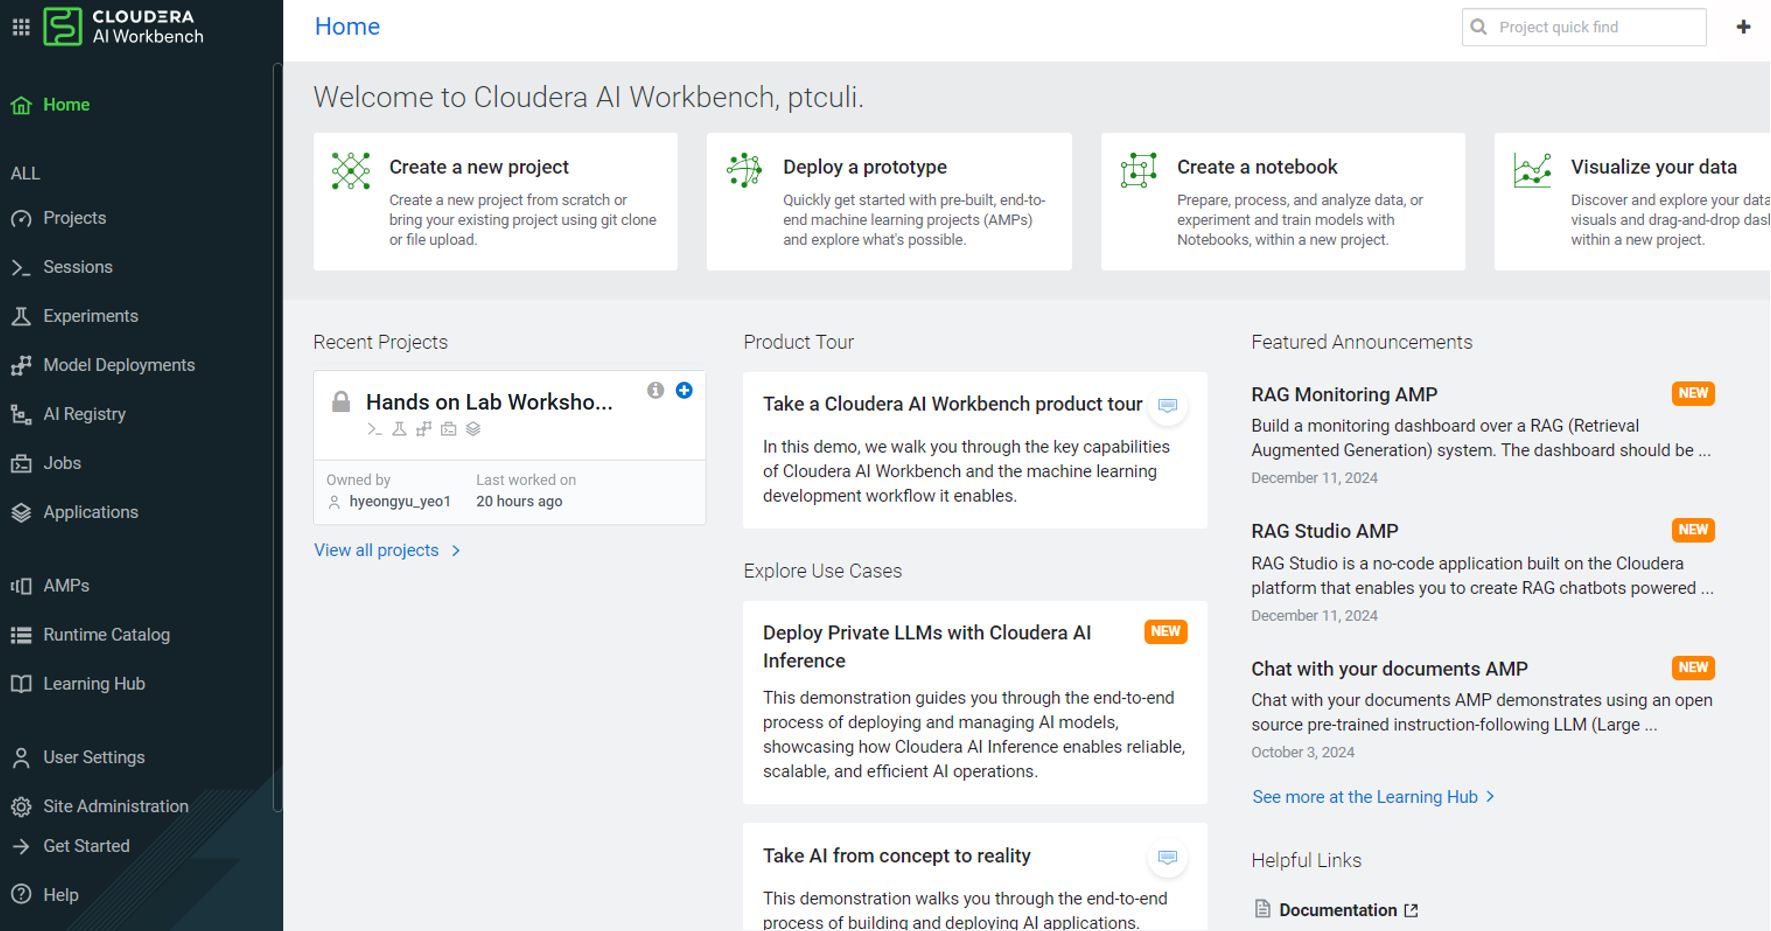 CLOUDERA
AI Workbench
Home
ALL
Projects
Sessions
Experiments
Model Deployments
AI Registry
Jobs
Applications
AMPs
Runtime Catalog
Learning Hub
User Settings
Site Administration
Get Started
Help
Home
Project quick find
Welcome to Cloudera AI Workbench, ptculi.
Create a new project
Create a new project from scratch or
bring your existing project using git clone
or file upload.
Deploy a prototype
Quickly get started with pre-built, end-to-
end machine learning projects (AMPs)
and explore what's possible.
Create a notebook
Prepare, process, and analyze data, or
experiment and train models with
Notebooks, within a new project.
Visualize your data
Discover and explore your data
visuals and drag-and-drop das
within a new project.
Recent Projects
Hands on Lab Worksho...
Owned by
hyeongyu_yeo1
Last worked on
20 hours ago
View all projects
Product Tour
Take a Cloudera AI Workbench product tour
In this demo, we walk you through the key capabilities
of Cloudera AI Workbench and the machine learning
development workflow it enables.
Explore Use Cases
Deploy Private LLMs with Cloudera AI
Inference
NEW
This demonstration guides you through the end-to-end
process of deploying and managing AI models,
showcasing how Cloudera AI Inference enables reliable,
scalable, and efficient AI operations.
Take AI from concept to reality
This demonstration walks you through the end-to-end
process of building and deploying AI applications.
Featured Announcements
RAG Monitoring AMP
NEW
Build a monitoring dashboard over a RAG (Retrieval
Augmented Generation) system. The dashboard should be ...
December 11, 2024
RAG Studio AMP
NEW
RAG Studio is a no-code application built on the Cloudera
platform that enables you to create RAG chatbots powered ...
December 11, 2024
Chat with your documents AMP
NEW
Chat with your documents AMP demonstrates using an open
source pre-trained instruction-following LLM (Large ...
October 3, 2024
See more at the Learning Hub
Helpful Links
Documentation